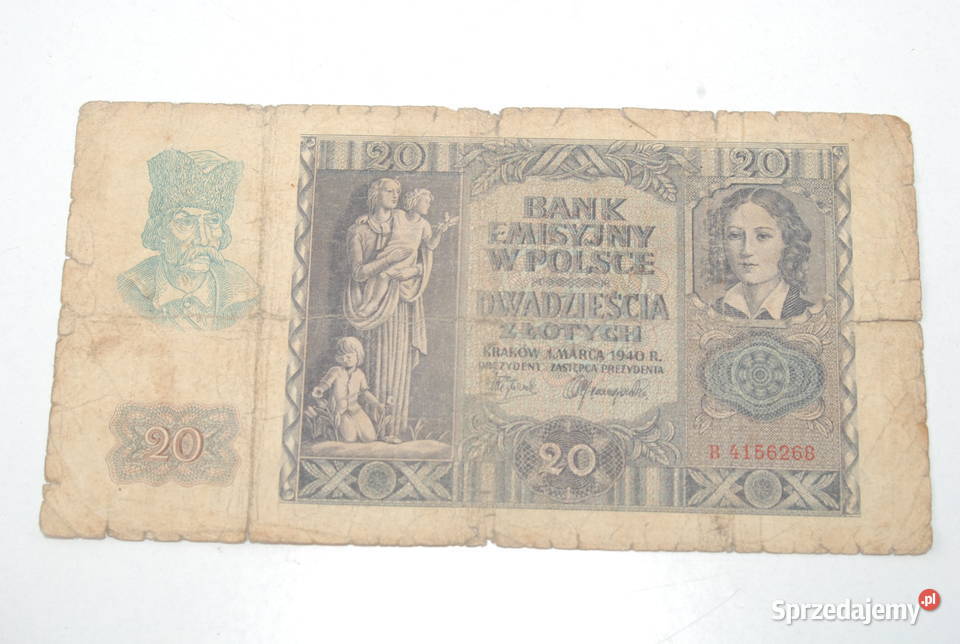 20
20
BANK
EMISYJNY
W POLSCE
DWADZIEŚCIA
ZŁOTYCH
KRAKÓW 1. MARCA 1940 R.
PREZYDENT ZASTĘPCA PREZYDENTA
20
20
B 4156268
Sprzedajemy.pl